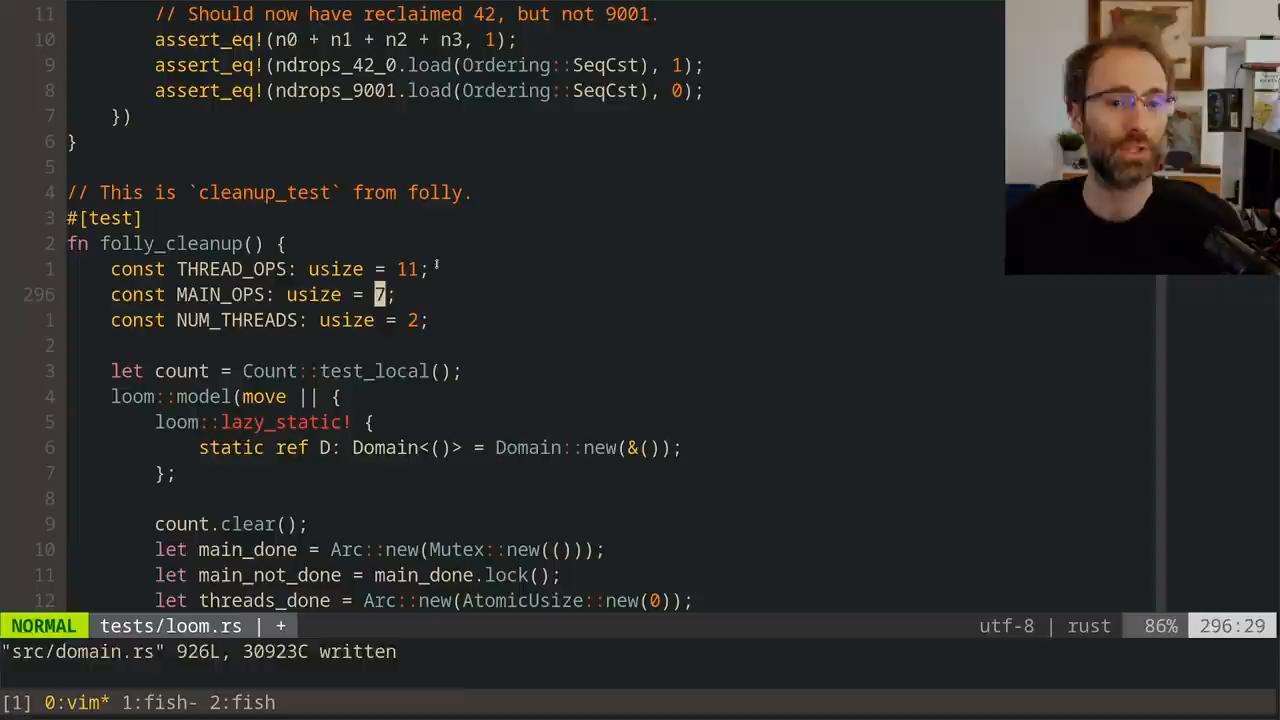 11         // Should now have reclaimed 42, but not 9001.
10         assert_eq!(n0 + n1 + n2 + n3, 1);
9         assert_eq!(ndrops_42_0.load(Ordering::SeqCst), 1);
8         assert_eq!(ndrops_9001.load(Ordering::SeqCst), 0);
7     })
6 }
5
4 // This is `cleanup_test` from folly.
3 #[test]
2 fn folly_cleanup() {
1     const THREAD_OPS: usize = 11;
296     const MAIN_OPS: usize = 7;
1     const NUM_THREADS: usize = 2;
2
3     let count = Count::test_local();
4     loom::model(move || {
5         loom::lazy_static! {
6             static ref D: Domain<()> = Domain::new(&());
7         };
8
9         count.clear();
10         let main_done = Arc::new(Mutex::new(()));
11         let main_not_done = main_done.lock();
12         let threads_done = Arc::new(AtomicUsize::new(0));
NORMAL tests/loom.rs | + utf-8 | rust 86% 296:29
"src/domain.rs" 926L, 30923C written
[1] 0:vim* 1:fish- 2:fish